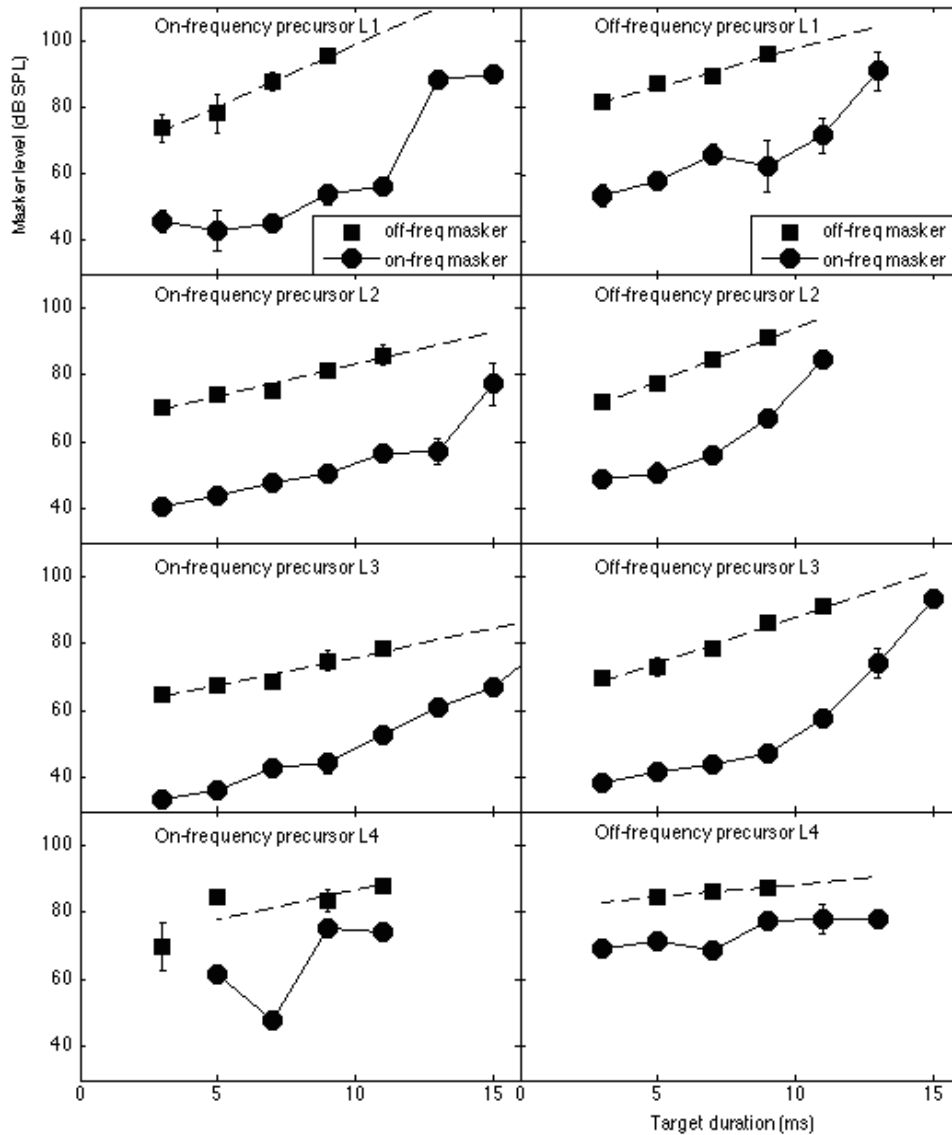 On-frequency precursor L1
Off-frequency precursor L1
100
80
60
40
Masker level (dB SPL)
off-freq masker
on-freq masker
off-freq masker
on-freq masker
On-frequency precursor L2
Off-frequency precursor L2
100
80
60
40
On-frequency precursor L3
Off-frequency precursor L3
100
80
60
40
On-frequency precursor L4
Off-frequency precursor L4
100
80
60
40
0 5 10 15 0 5 10 15
Target duration (ms)